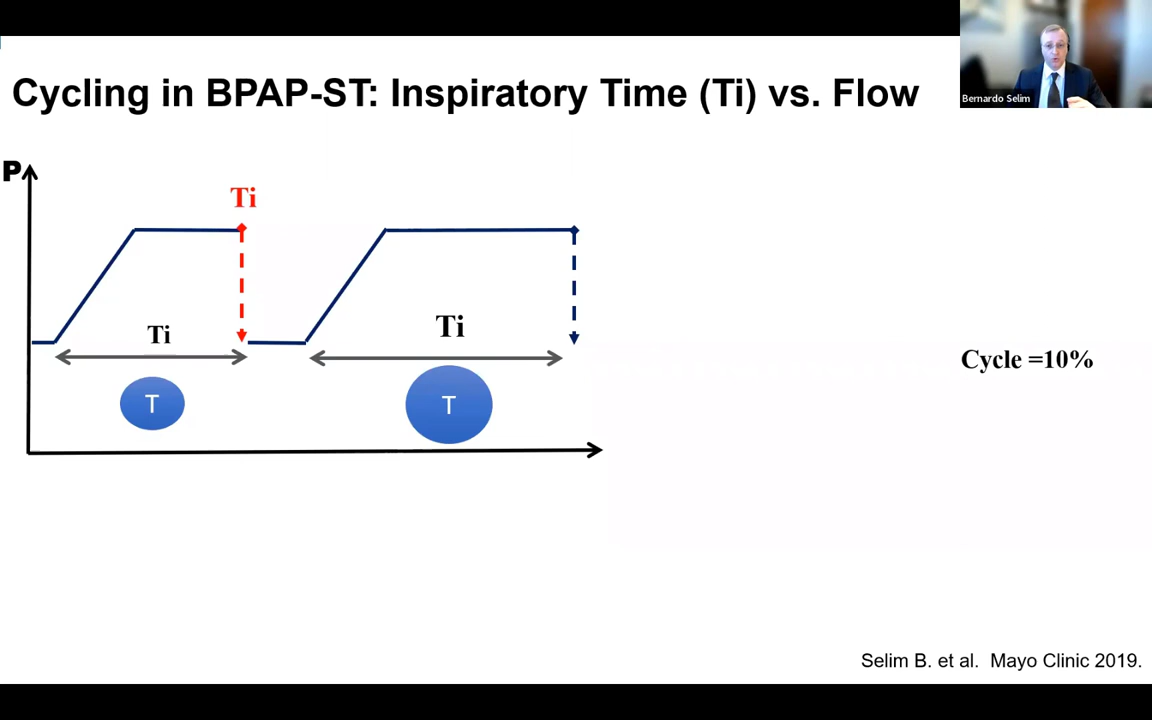 Cycling in BPAP-ST: Inspiratory Time (Ti) vs. Flow
Bernardo Selim
P
Ti
Ti
Ti
Cycle =10%
T
T
Selim B. et al.  Mayo Clinic 2019.